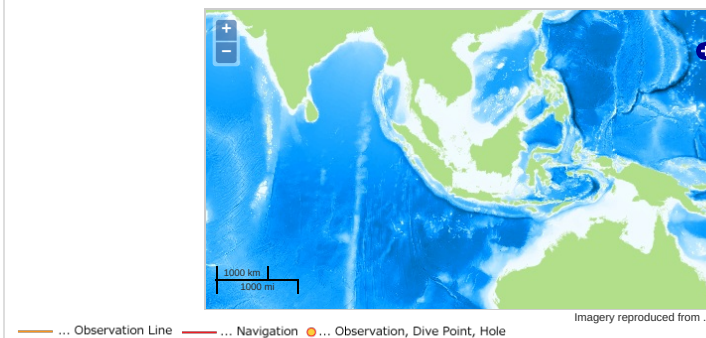 +
−
1000 km
1000 mi
Imagery reproduced from .
... Observation Line ... Navigation ... Observation, Dive Point, Hole